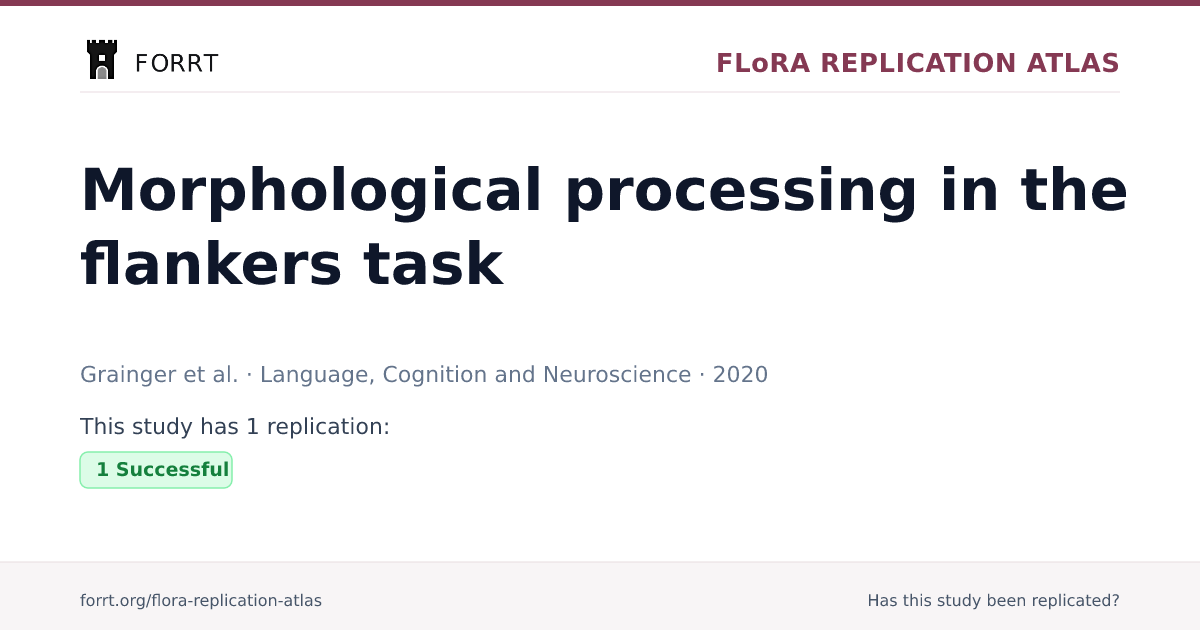 FORRT
FLoRA REPLICATION ATLAS
Morphological processing in the
flankers task
Grainger et al. · Language, Cognition and Neuroscience · 2020
This study has 1 replication:
1 Successful
forrt.org/flora-replication-atlas
Has this study been replicated?